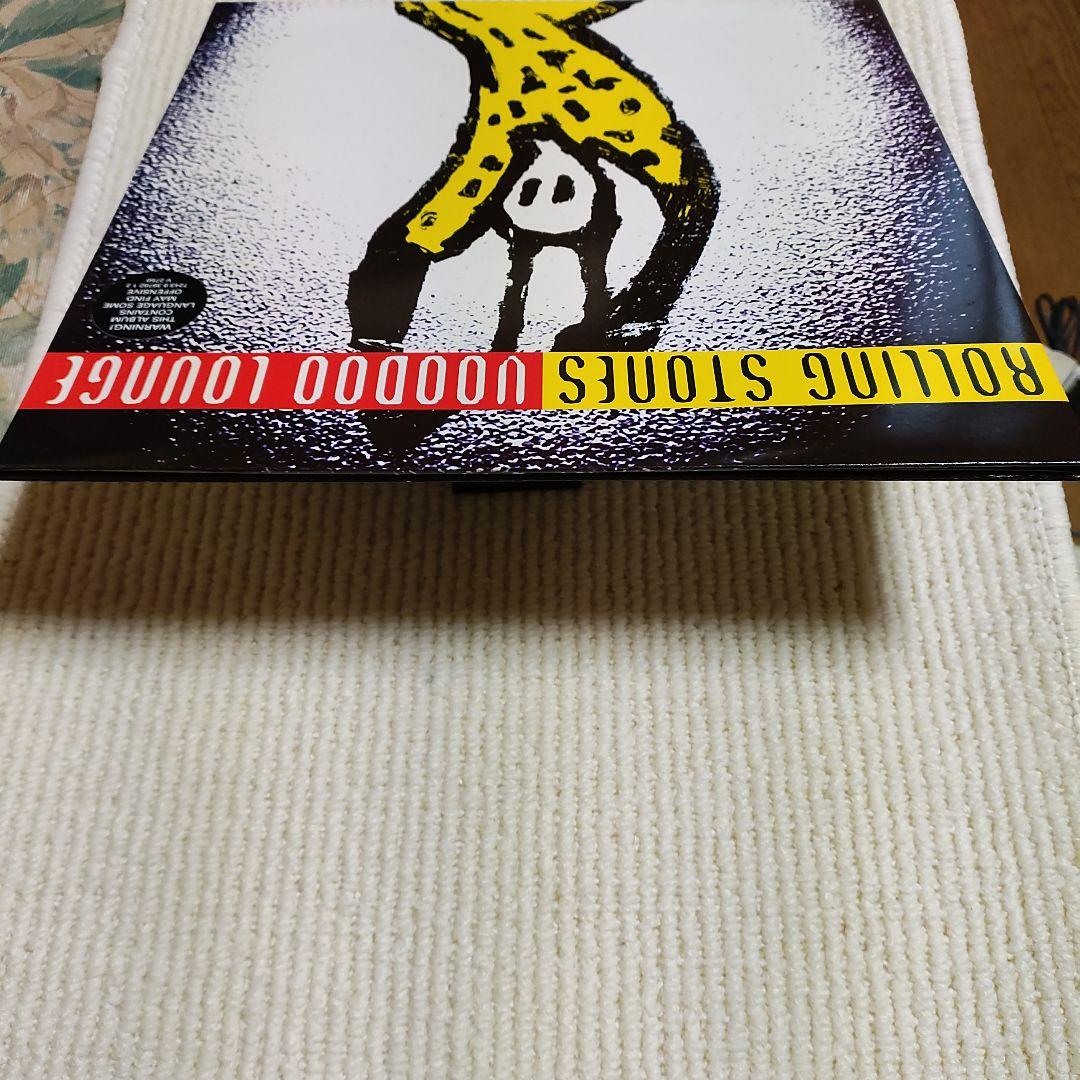 ROLLING STONES VOODOO LOUNGE
WARNING!
THIS ALBUM
CONTAINS
LANGUAGE SOME
MAY FIND
OFFENSIVE